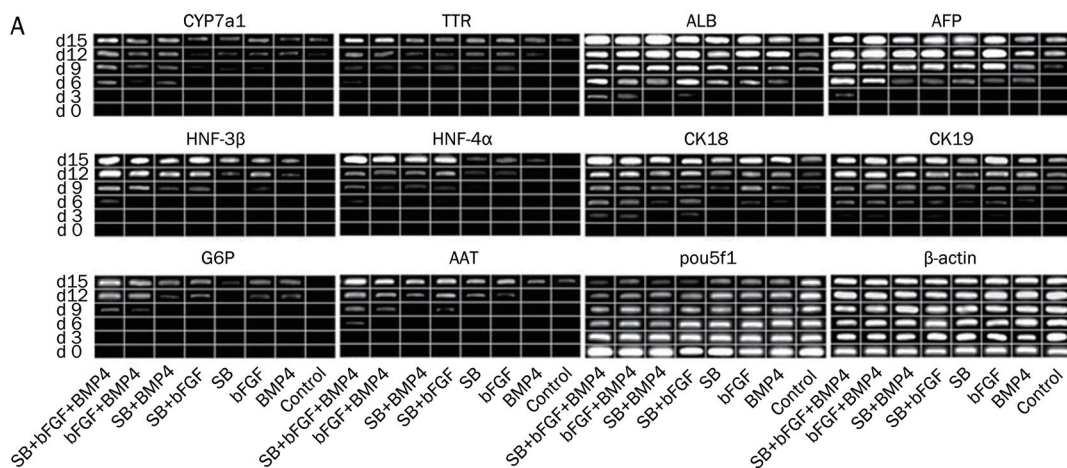 A
CYP7a1 TTR ALB AFP
d15
d12
d 9
d 6
d 3
d 0
HNF-3β HNF-4α CK18 CK19
d15
d12
d 9
d 6
d 3
d 0
G6P AAT pou5f1 β-actin
d15
d12
d 9
d 6
d 3
d 0
SB+bFGF+BMP4
bFGF+BMP4
SB+BMP4
SB+bFGF
SB
bFGF
BMP4
Control
SB+bFGF+BMP4
bFGF+BMP4
SB+BMP4
SB+bFGF
SB
bFGF
BMP4
Control
SB+bFGF+BMP4
bFGF+BMP4
SB+BMP4
SB+bFGF
SB
bFGF
BMP4
Control
SB+bFGF+BMP4
bFGF+BMP4
SB+BMP4
SB+bFGF
SB
bFGF
BMP4
Control